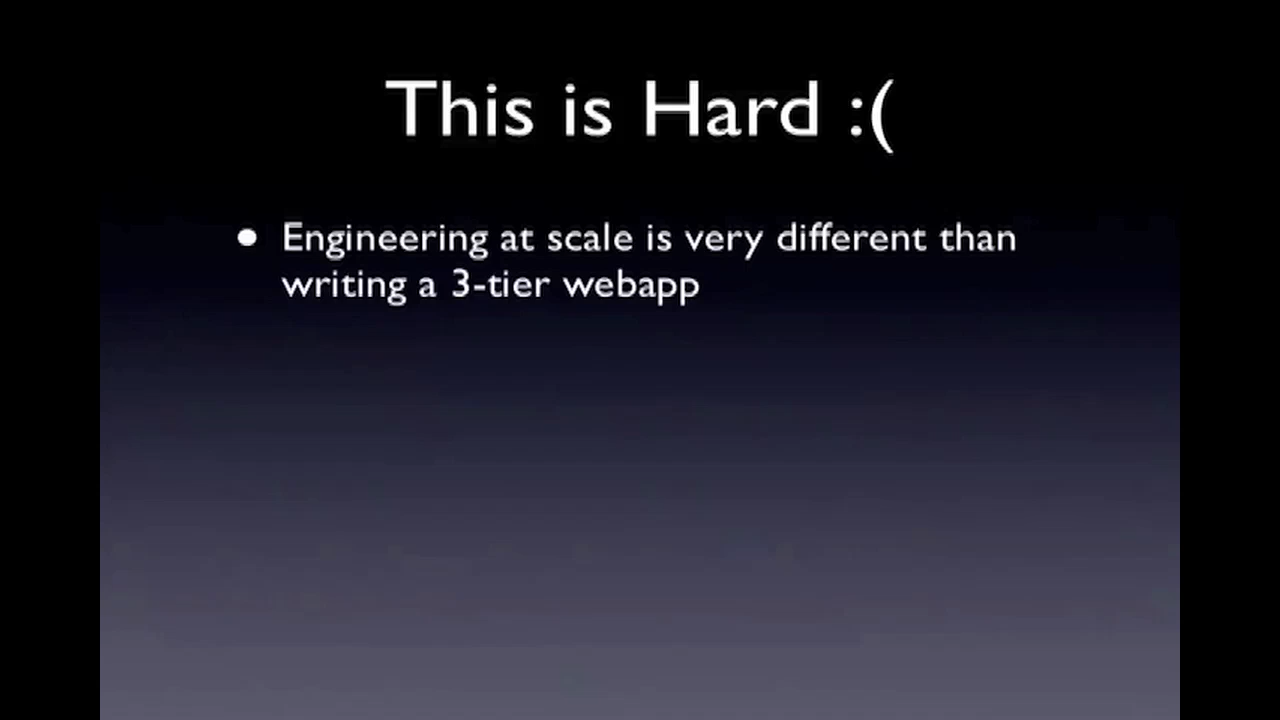 This is Hard :(
• Engineering at scale is very different than
writing a 3-tier webapp